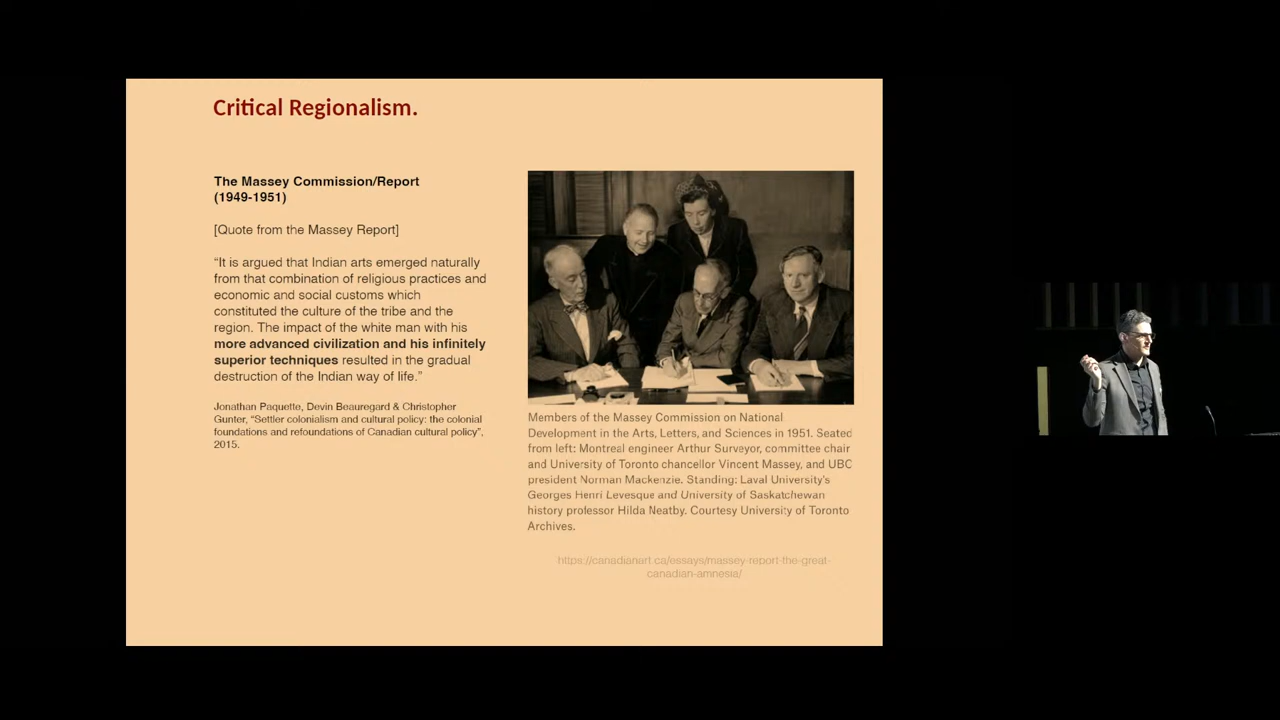 Critical Regionalism.
The Massey Commission/Report
(1949-1951)
[Quote from the Massey Report]
“It is argued that Indian arts emerged naturally
from that combination of religious practices and
economic and social customs which
constituted the culture of the tribe and the
region. The impact of the white man with his
more advanced civilization and his infinitely
superior techniques resulted in the gradual
destruction of the Indian way of life.”
Jonathan Paquette, Devin Beauregard & Christopher
Gunter, “Settler colonialism and cultural policy: the colonial
foundations and refoundations of Canadian cultural policy”,
2015.
Members of the Massey Commission on National
Development in the Arts, Letters, and Sciences in 1951. Seated
from left: Montreal engineer Arthur Surveyor, committee chair
and University of Toronto chancellor Vincent Massey, and UBC
president Norman Mackenzie. Standing: Laval University’s
Georges Henri Levesque and University of Saskatchewan
history professor Hilda Neatby. Courtesy University of Toronto
Archives.
https://canadianart.ca/essays/massey-report-the-great-
canadian-amnesia/